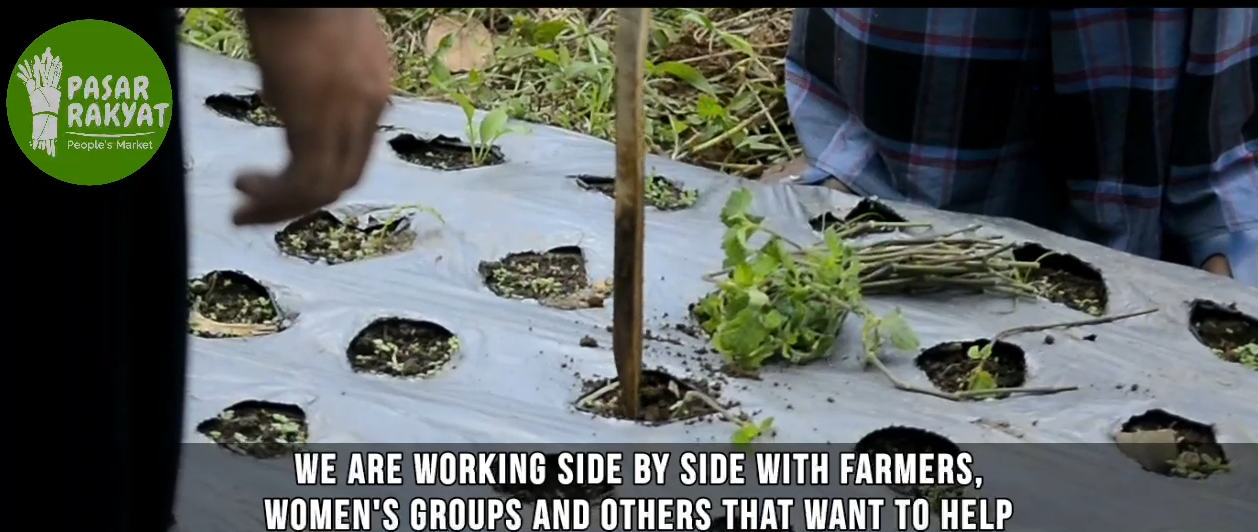 PASAR
RAKYAT
People's Market
WE ARE WORKING SIDE BY SIDE WITH FARMERS,
WOMEN'S GROUPS AND OTHERS THAT WANT TO HELP